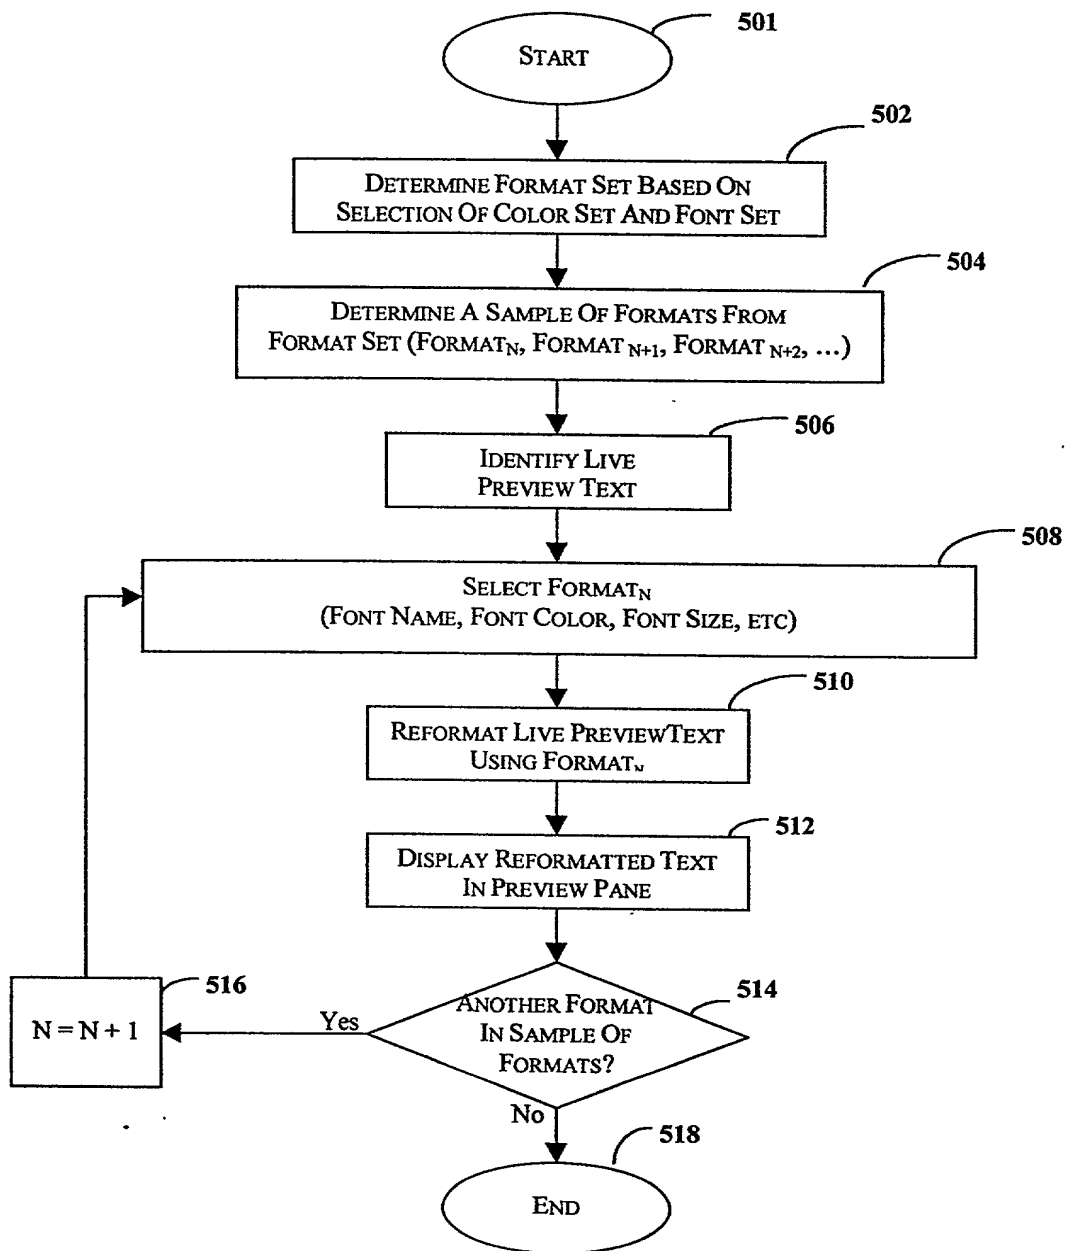 START
501
502
DETERMINE FORMAT SET BASED ON
SELECTION OF COLOR SET AND FONT SET
504
DETERMINE A SAMPLE OF FORMATS FROM
FORMAT SET (FORMATN, FORMAT N+1, FORMAT N+2, ...)
506
IDENTIFY LIVE
PREVIEW TEXT
508
SELECT FORMATN
(FONT NAME, FONT COLOR, FONT SIZE, ETC)
510
REFORMAT LIVE PREVIEWTEXT
USING FORMATN
512
DISPLAY REFORMATTED TEXT
IN PREVIEW PANE
514
ANOTHER FORMAT
IN SAMPLE OF
FORMATS?
Yes
516
N = N + 1
No
518
END